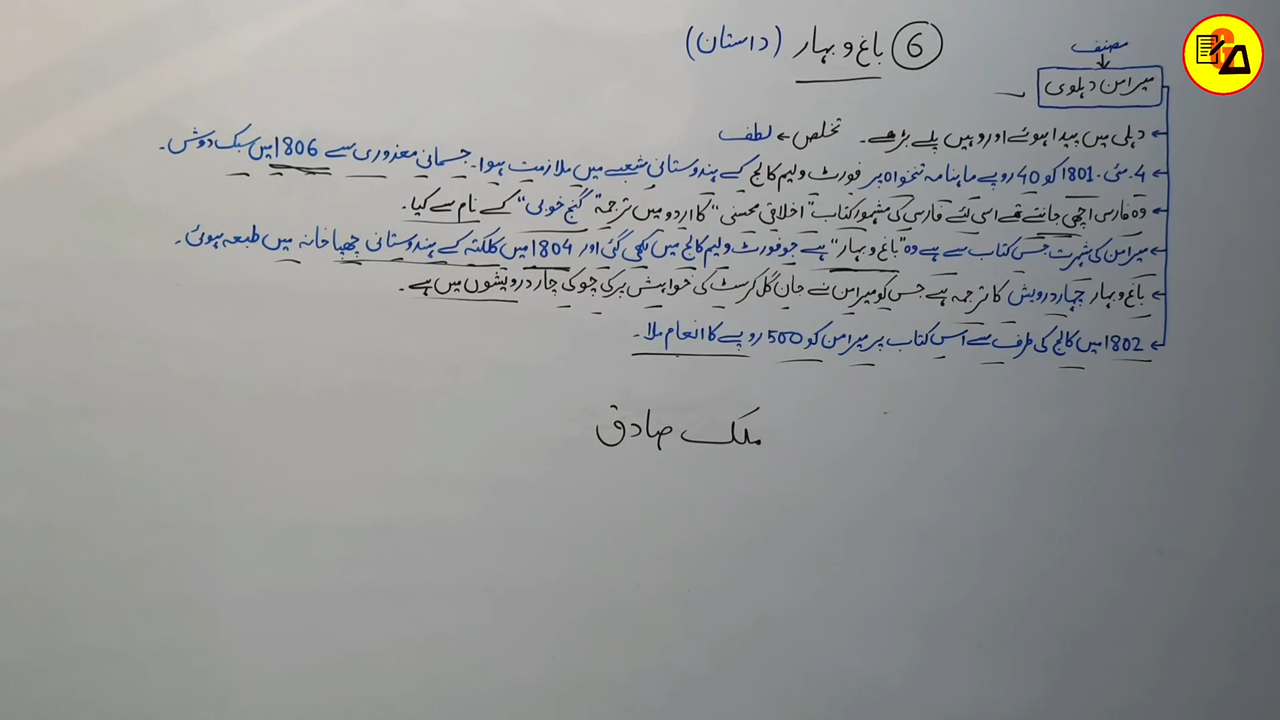 6 باغ و بہار (داستان)
مصنف
میر امن دہلوی
دہلی میں پیدا ہوئے اور وہیں پلے بڑھے۔ تخلص ← لطف
4۔مئی۔1801 کو 40 روپے ماہنامہ تنخواہ پر فورٹ ولیم کالج کے ہندوستانی شعبے میں ملازمت ہوا۔ جسمانی معذوری سے 1806 میں سبک دوش۔
وہ فارسی اچھی جانتے تھے اسی لئے فارسی کی مشہور کتاب "اخلاقِ محسنی" کا اردو میں ترجمہ "گنج خوبی" کے نام سے کیا۔
میر امن کی شہرت جس کتاب سے ہے وہ "باغ و بہار" ہے جو فورٹ ولیم کالج میں لکھی گئی اور 1804 میں کلکتہ کے ہندوستانی چھپا خانہ میں طبعہ ہوئی۔
باغ و بہار چہار درویش کا ترجمہ ہے جس کو میر امن نے جان گل کرسٹ کی خواہش پر کی جو کی چار درویشوں میں ہے۔
1802 میں کالج کی طرف سے اس کتاب پر میر امن کو 500 روپے کا انعام ملا۔
ملک صادق